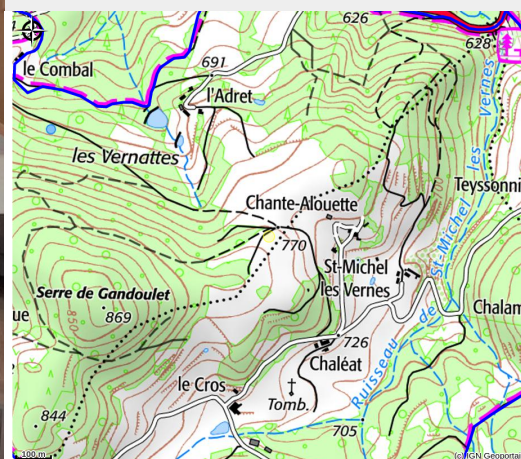 626
628
691
le Combal
l'Adret
les Vernattes
Teyssonni
Chante-Alouette
770
St-Michel
les Vernes
Serre de Gandoulet
869
850
ue
Chalam
726
Chaléat
le Cros
Tomb.
Ruisseau de St-Michel les Vernes
844
705
100 m
(c) IGN Geoportai